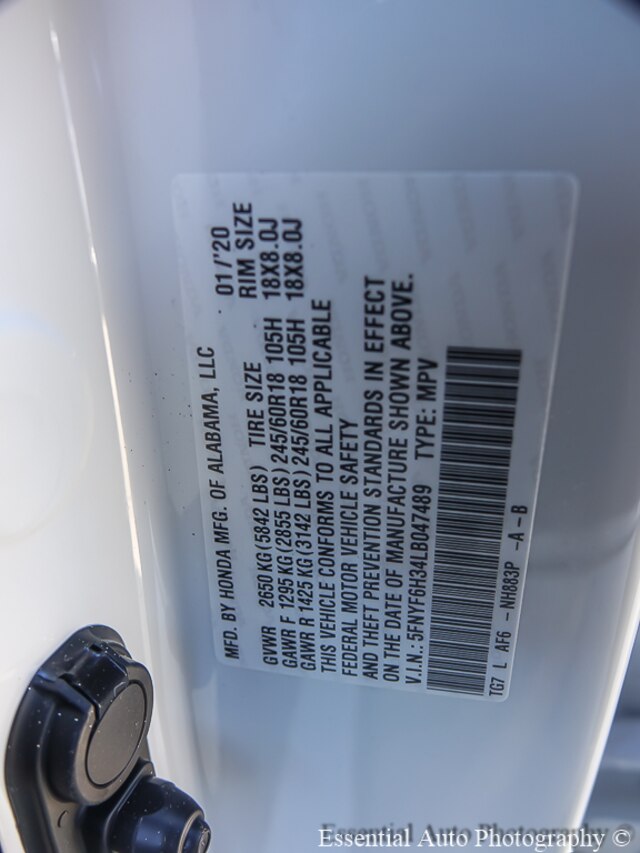 MFD. BY HONDA MFG. OF ALABAMA, LLC 01/'20
GVWR 2650 KG (5842 LBS) TIRE SIZE RIM SIZE
GAWR F 1295 KG (2855 LBS) 245/60R18 105H 18X8.0J
GAWR R 1425 KG (3142 LBS) 245/60R18 105H 18X8.0J
THIS VEHICLE CONFORMS TO ALL APPLICABLE
FEDERAL MOTOR VEHICLE SAFETY
AND THEFT PREVENTION STANDARDS IN EFFECT
ON THE DATE OF MANUFACTURE SHOWN ABOVE.
V.I.N.: 5FNYF6H34LB047489 TYPE: MPV
TG7 L AF6 - NH883P -A-B
Essential Auto Photography ©